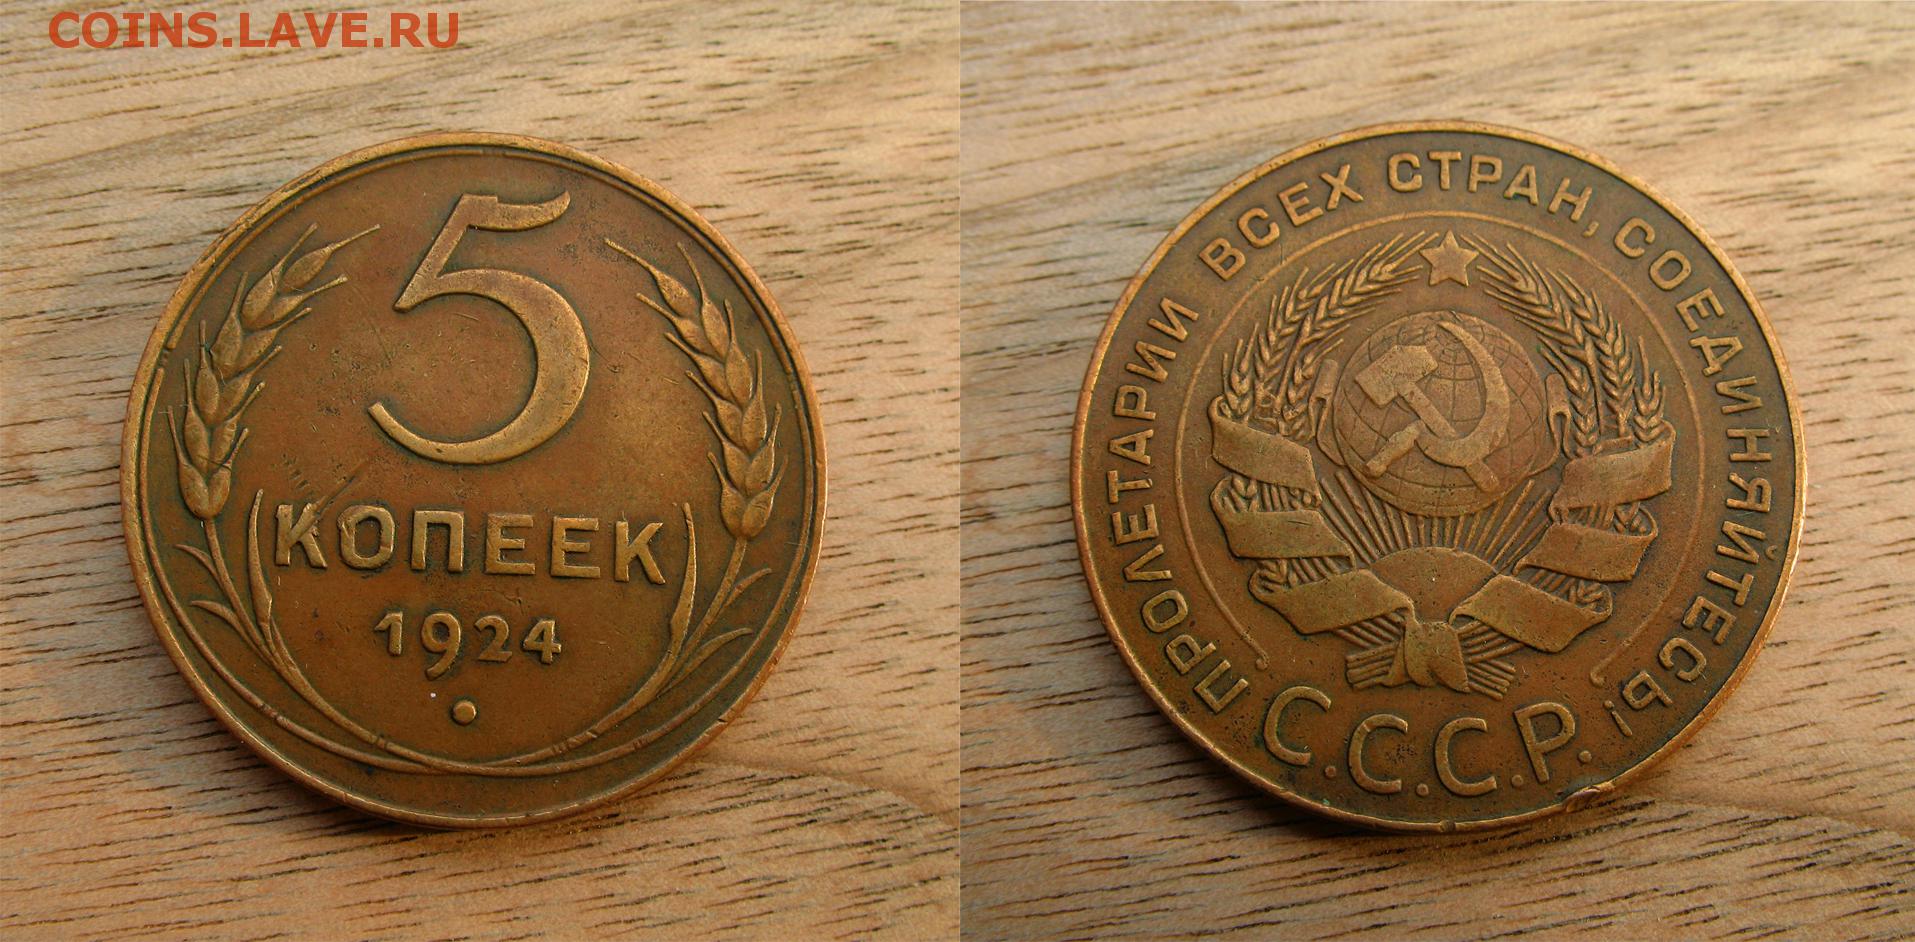 COINS.LAVE.RU
5
КОПЕЕК
1924
ПРОЛЕТАРИИ ВСЕХ СТРАН, СОЕДИНЯЙТЕСЬ!
С.С.С.Р.